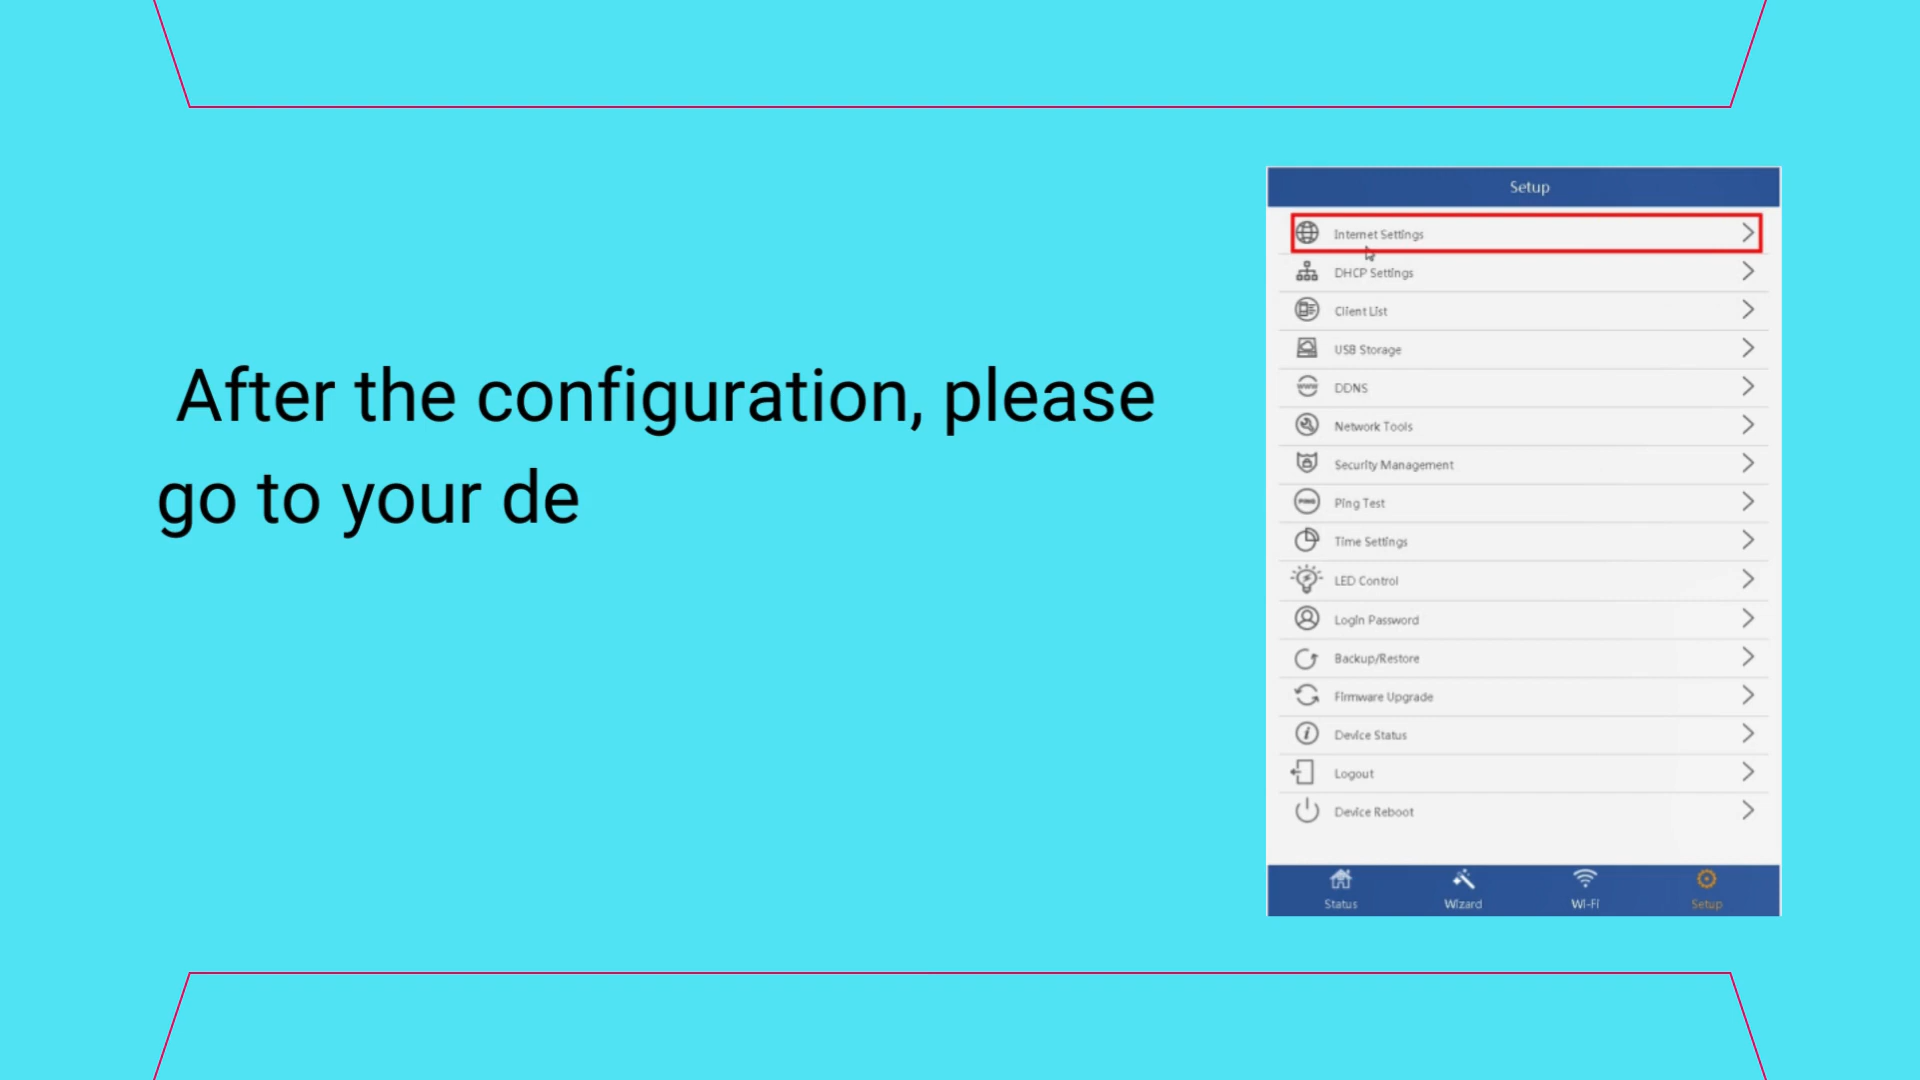 After the configuration, please
go to your de
Setup
Internet Settings
DHCP Settings
Client List
USB Storage
DDNS
Network Tools
Security Management
Ping Test
Time Settings
LED Control
Login Password
Backup/Restore
Firmware Upgrade
Device Status
Logout
Device Reboot
Status Wizard Wi-Fi Setup